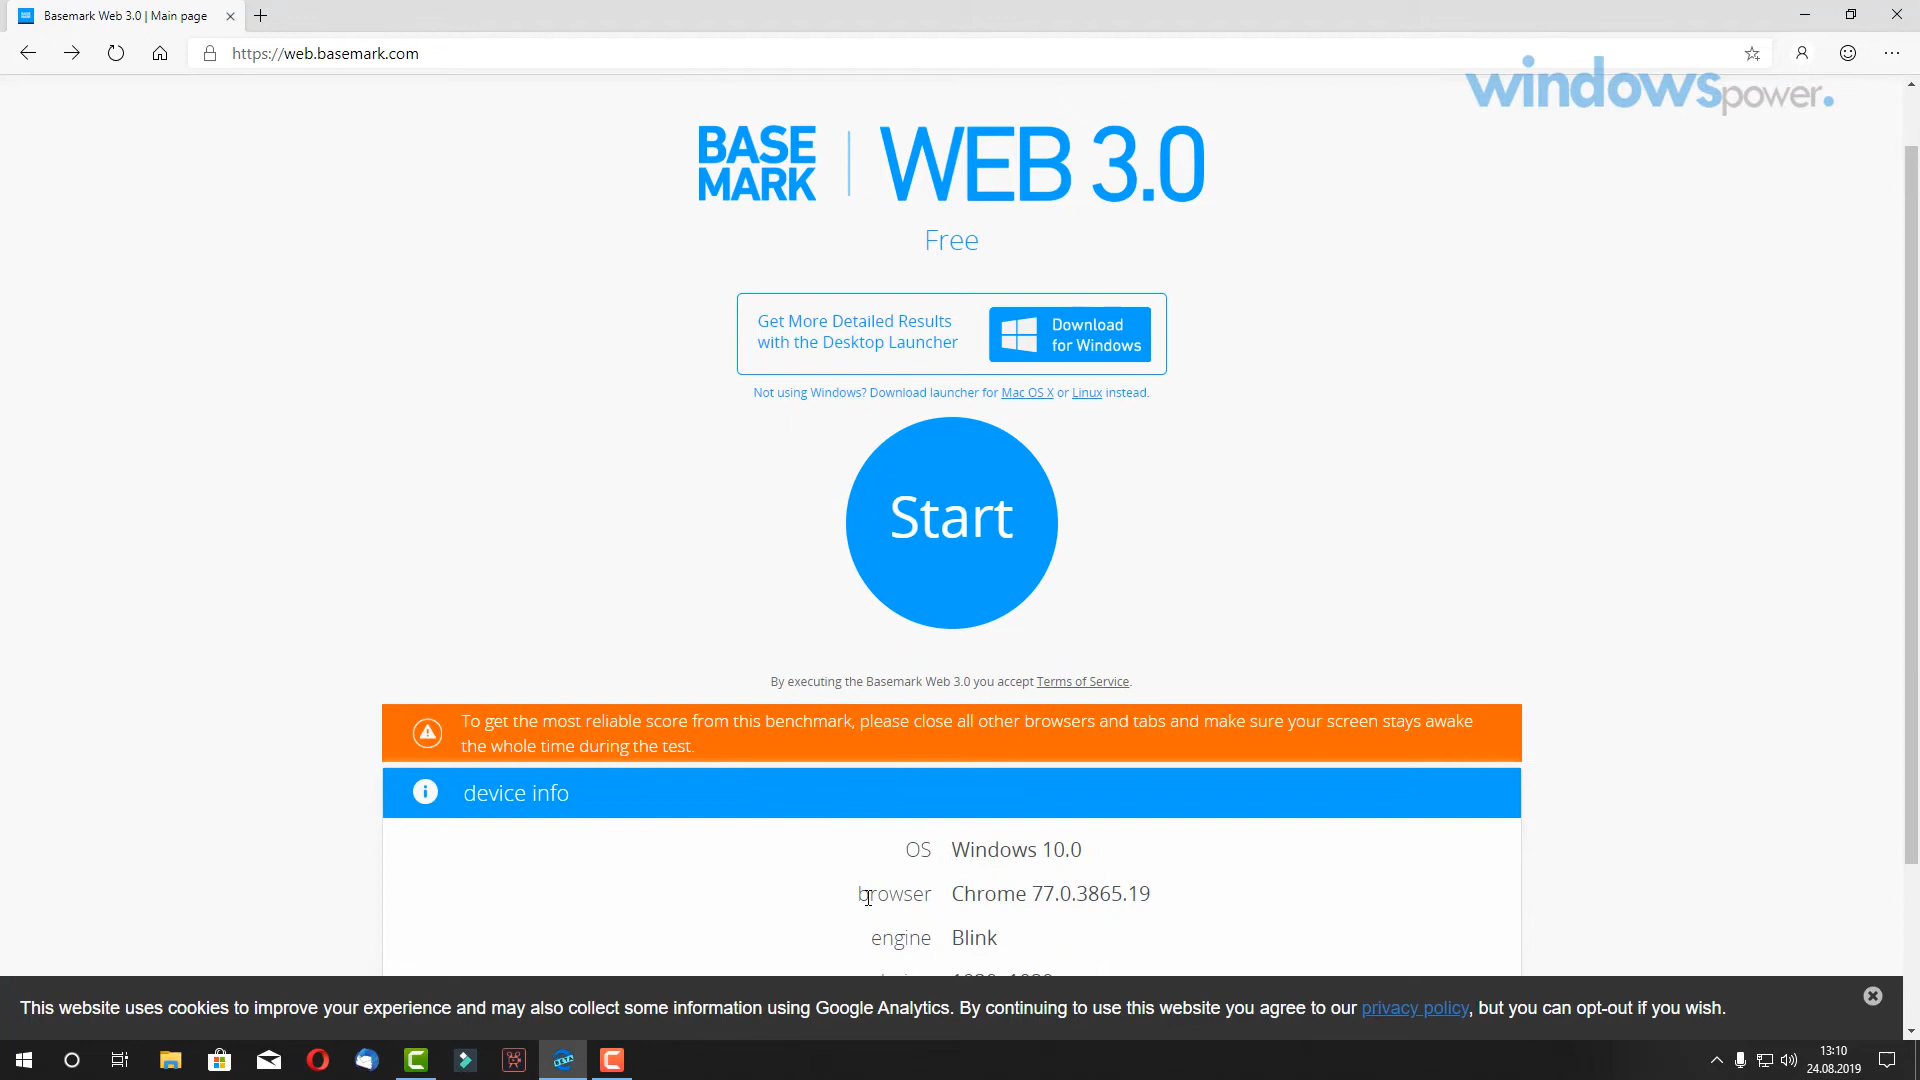 Basemark Web 3.0 | Main page
https://web.basemark.com
windowspower.
BASE MARK
WEB 3.0
Free
Get More Detailed Results
with the Desktop Launcher
Download
for Windows
Not using Windows? Download launcher for Mac OS X or Linux instead.
Start
By executing the Basemark Web 3.0 you accept Terms of Service.
To get the most reliable score from this benchmark, please close all other browsers and tabs and make sure your screen stays awake
the whole time during the test.
device info
OS Windows 10.0
browser Chrome 77.0.3865.19
engine Blink
This website uses cookies to improve your experience and may also collect some information using Google Analytics. By continuing to use this website you agree to our privacy policy, but you can opt-out if you wish.
BETA
13:10
24.08.2019